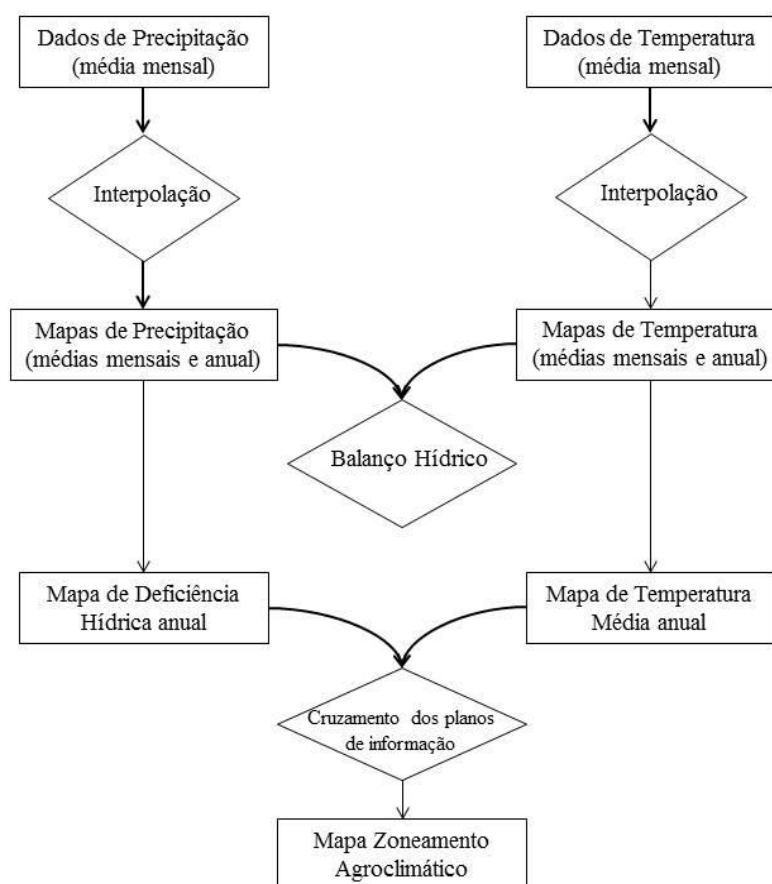 Dados de Precipitação
(média mensal)
Dados de Temperatura
(média mensal)
Interpolação
Interpolação
Mapas de Precipitação
(médias mensais e anual)
Mapas de Temperatura
(médias mensais e anual)
Balanço Hídrico
Mapa de Deficiência
Hídrica anual
Mapa de Temperatura
Média anual
Cruzamento dos planos
de informação
Mapa Zoneamento
Agroclimático